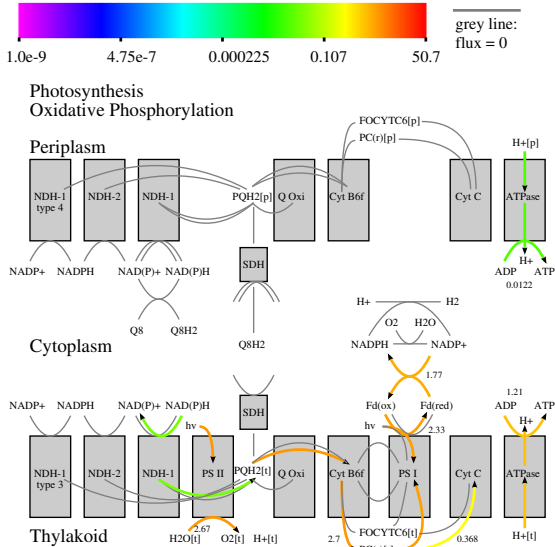 1.0e-9 4.75e-7 0.000225 0.107 50.7
grey line:
flux = 0
Photosynthesis
Oxidative Phosphorylation
Periplasm
FOCYTC6[p]
PC(r)[p]
H+[p]
NDH-1
type 4
NDH-2
NDH-1
PQH2[p]
Q Oxi
Cyt B6f
Cyt C
ATPase
SDH
NADP+ NADPH NAD(P)+ NAD(P)H
H+
ADP ATP
0.0122
H+ H2
O2 H2O
Q8 Q8H2
Q8H2
NADPH NADP+
Cytoplasm
1.77
NADP+ NADPH NAD(P)+ NAD(P)H
SDH
hv
Fd(ox) Fd(red)
hv
2.33
1.21
ADP ATP
H+
NDH-1
type 3
NDH-2
NDH-1
PS II
PQH2[t]
Q Oxi
Cyt B6f
PS I
Cyt C
ATPase
2.67
H2O[t] O2[t] H+[t]
2.7
FOCYTC6[t]
0.368
H+[t]
Thylakoid